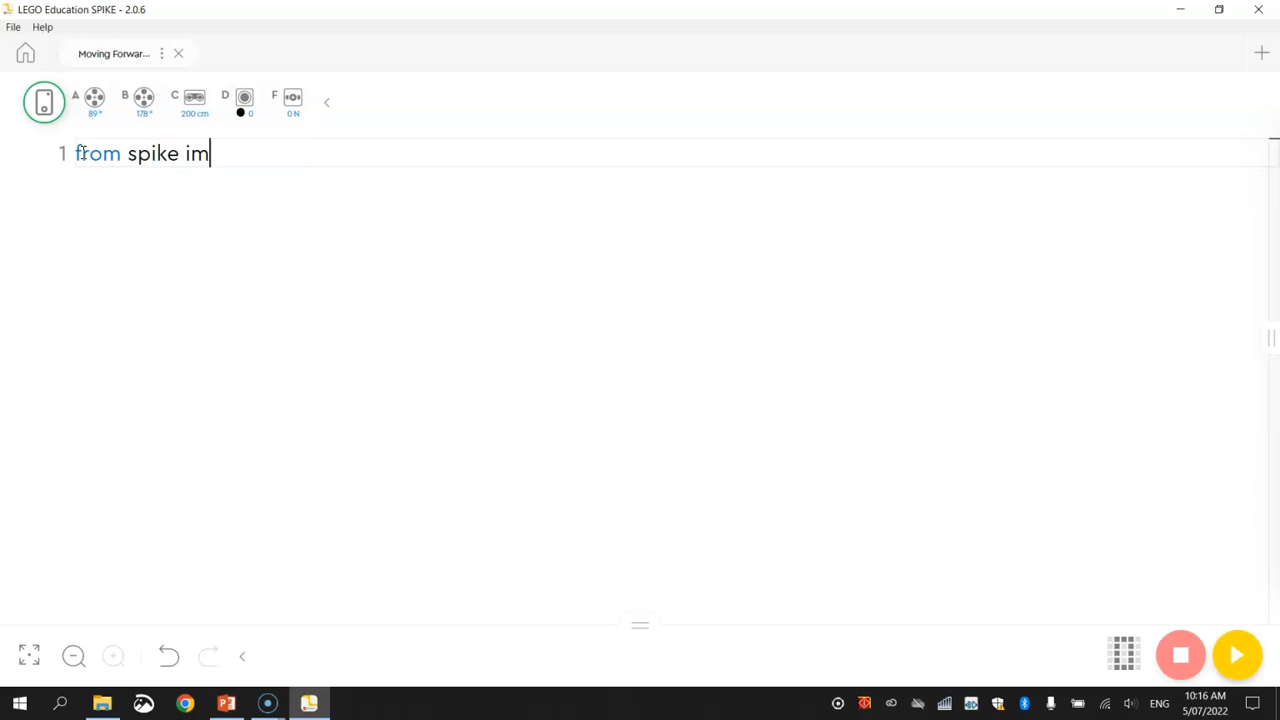 LEGO Education SPIKE - 2.0.6
File Help
Moving Forwar...
A B C D F
89° 178° 200 cm 0 0 N
1 from spike im
ENG
10:16 AM
5/07/2022